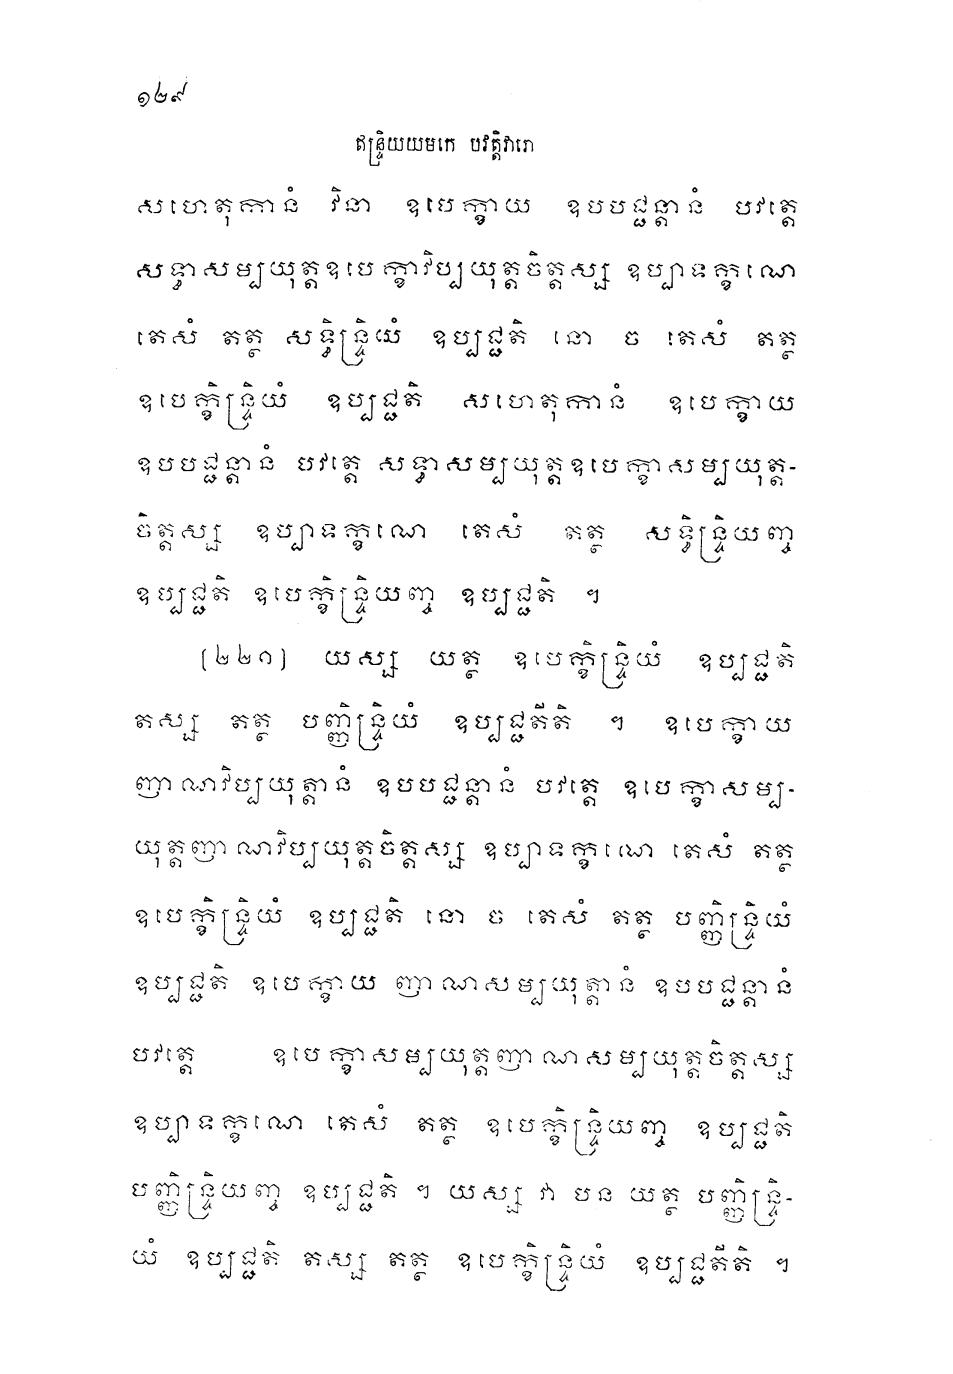 ១២៩
ឥន្ទ្រិយយមកេ បវត្តិវារោ
សហេតុកានំ វិនា ឧបេក្ខាយ ឧបបជ្ជន្តានំ បវត្តេ
សទ្ធាសម្បយុត្តឧបេក្ខាវិប្បយុត្តចិត្តស្ស ឧប្បាទក្ខណេ
តេសំ តត្ថ សទ្ធិន្ទ្រិយំ ឧប្បជ្ជតិ នោ ច តេសំ តត្ថ
ឧបេក្ខិន្ទ្រិយំ ឧប្បជ្ជតិ សហេតុកានំ ឧបេក្ខាយ
ឧបបជ្ជន្តានំ បវត្តេ សទ្ធាសម្បយុត្តឧបេក្ខាសម្បយុត្ត-
ចិត្តស្ស ឧប្បាទក្ខណេ តេសំ តត្ថ សទ្ធិន្ទ្រិយញ្ច
ឧប្បជ្ជតិ ឧបេក្ខិន្ទ្រិយញ្ច ឧប្បជ្ជតិ ។
[២២១] យស្ស យត្ថ ឧបេក្ខិន្ទ្រិយំ ឧប្បជ្ជតិ
តស្ស តត្ថ បញ្ញិន្ទ្រិយំ ឧប្បជ្ជតីតិ ។ ឧបេក្ខាយ
ញាណវិប្បយុត្តានំ ឧបបជ្ជន្តានំ បវត្តេ ឧបេក្ខាសម្ប-
យុត្តញាណវិប្បយុត្តចិត្តស្ស ឧប្បាទក្ខណេ តេសំ តត្ថ
ឧបេក្ខិន្ទ្រិយំ ឧប្បជ្ជតិ នោ ច តេសំ តត្ថ បញ្ញិន្ទ្រិយំ
ឧប្បជ្ជតិ ឧបេក្ខាយ ញាណសម្បយុត្តានំ ឧបបជ្ជន្តានំ
បវត្តេ ឧបេក្ខាសម្បយុត្តញាណសម្បយុត្តចិត្តស្ស
ឧប្បាទក្ខណេ តេសំ តត្ថ ឧបេក្ខិន្ទ្រិយញ្ច ឧប្បជ្ជតិ
បញ្ញិន្ទ្រិយញ្ច ឧប្បជ្ជតិ ។ យស្ស វា បន យត្ថ បញ្ញិន្ទ្រិ-
យំ ឧប្បជ្ជតិ តស្ស តត្ថ ឧបេក្ខិន្ទ្រិយំ ឧប្បជ្ជតីតិ ។